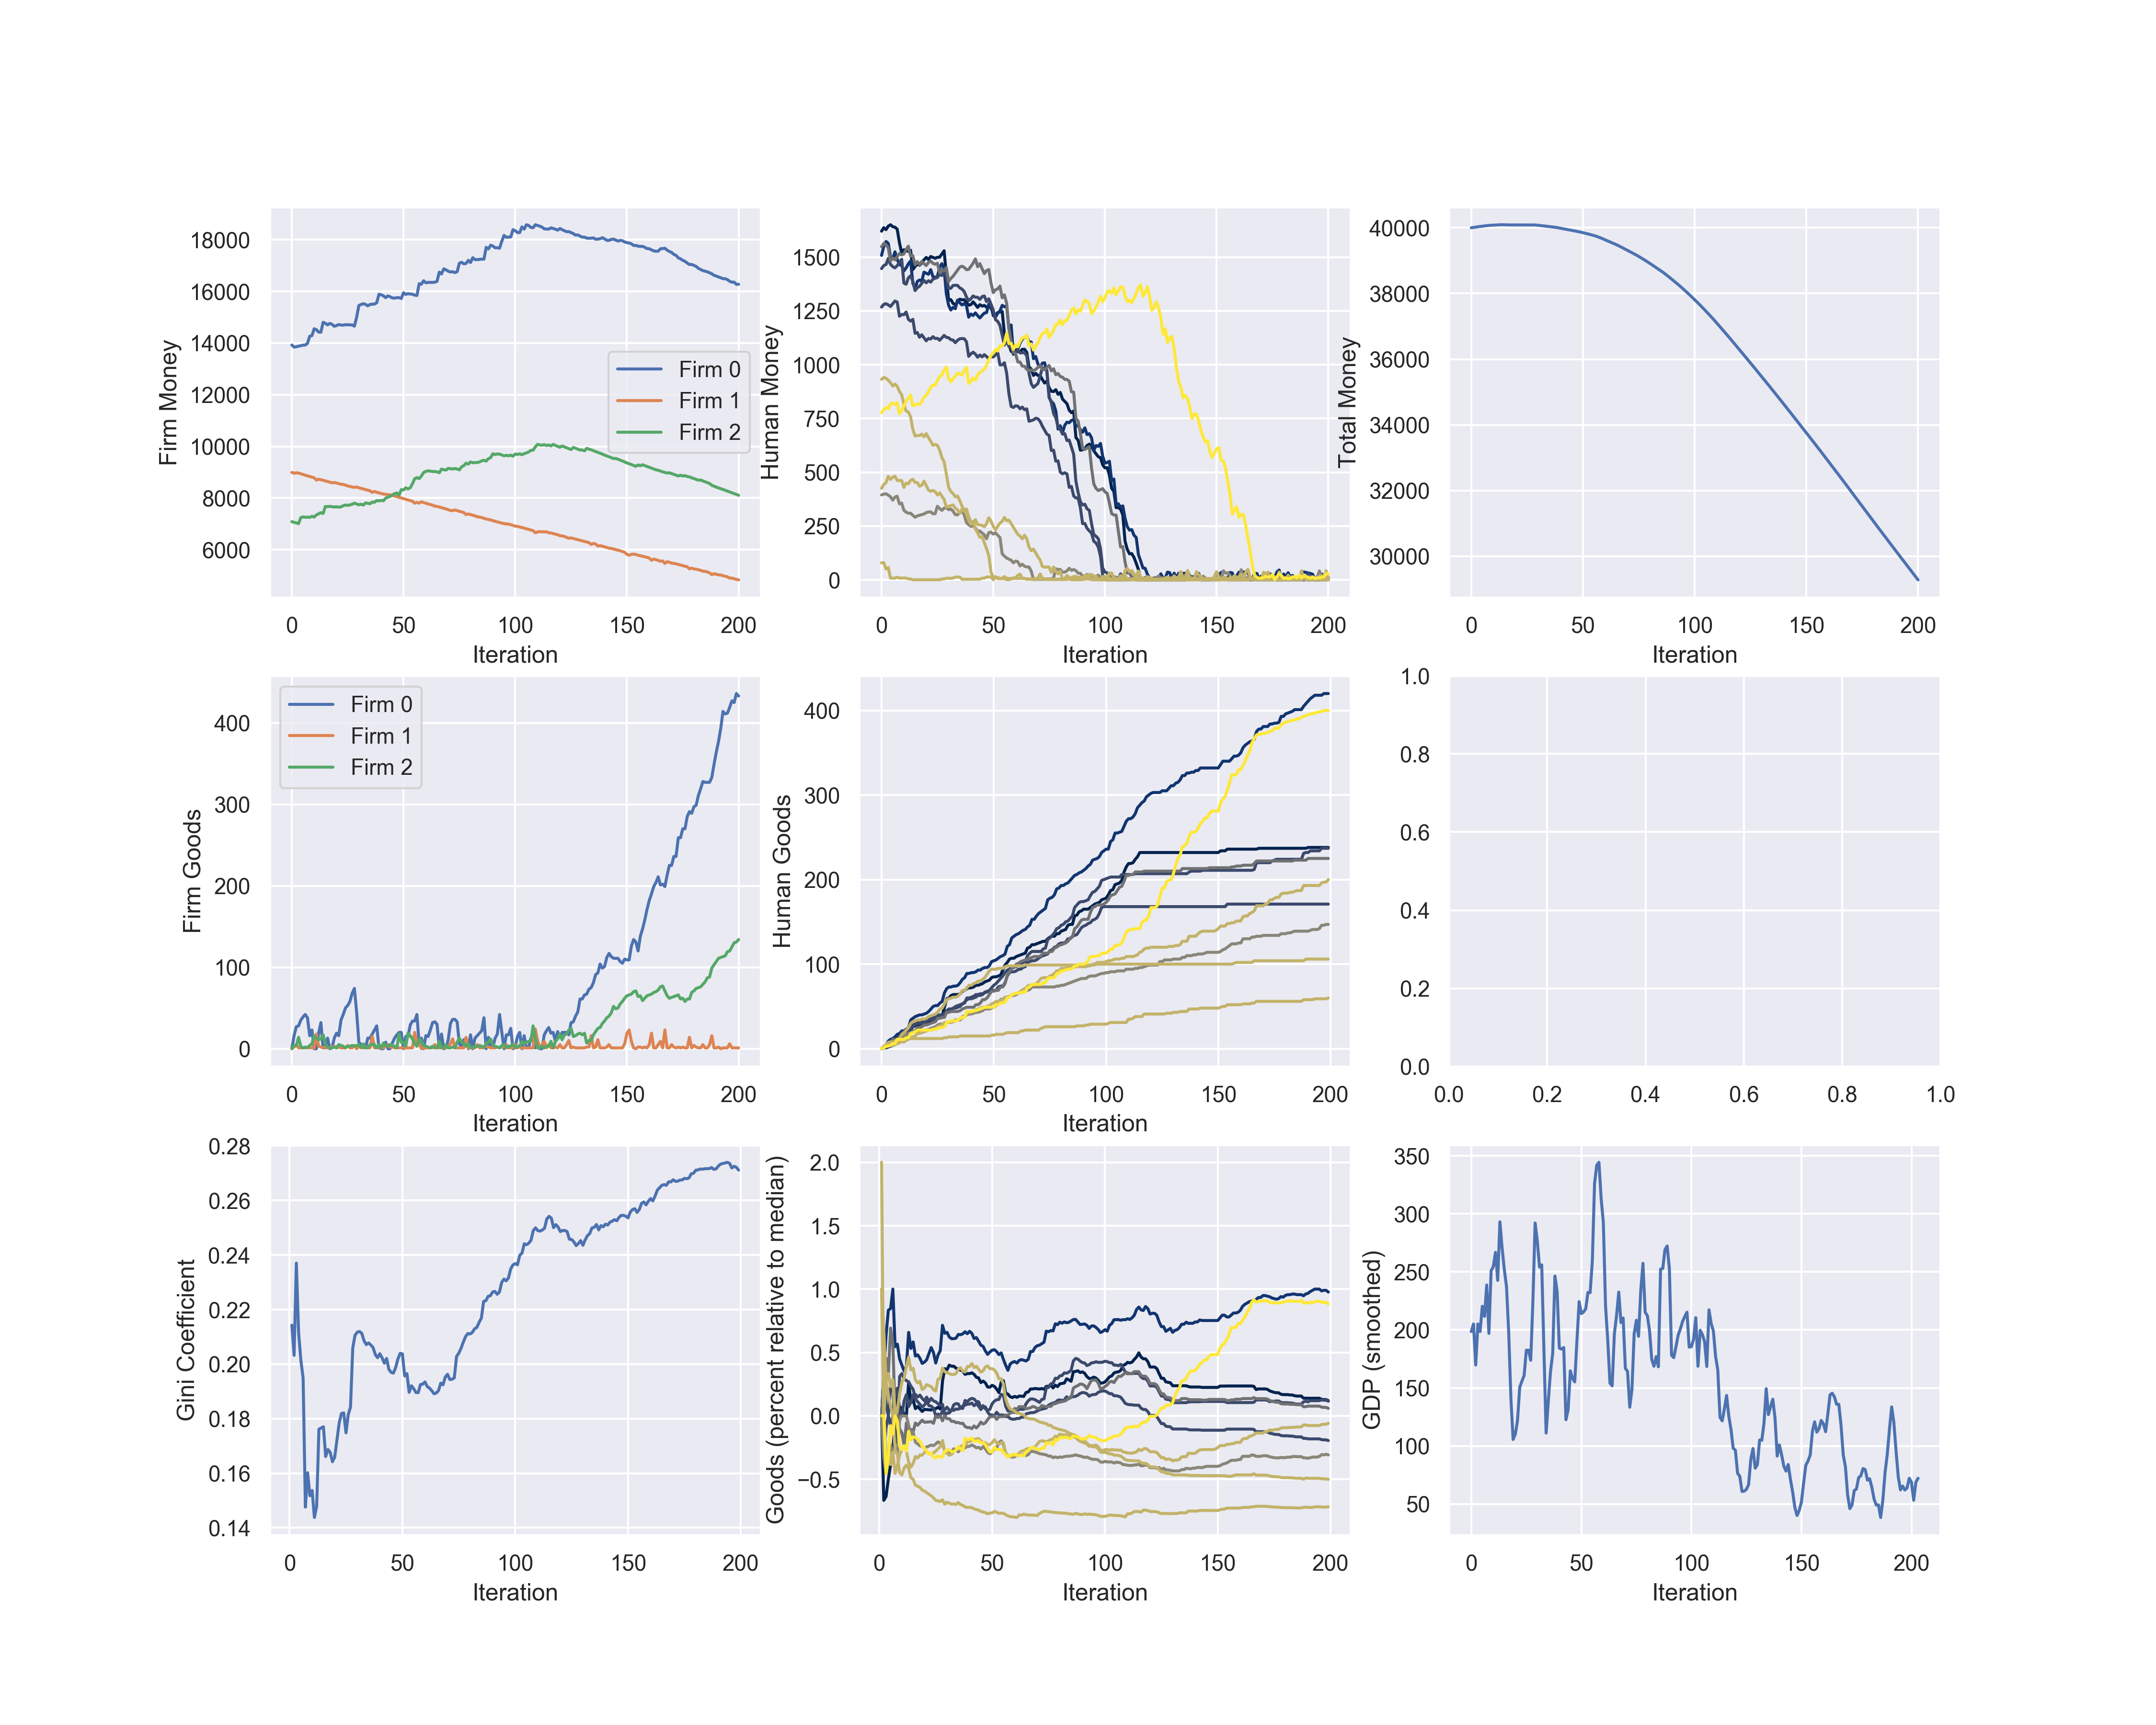 18000
16000
14000
12000
10000
8000
6000
Firm Money
Firm 0
Firm 1
Firm 2
0 50 100 150 200
Iteration
1500
1250
1000
750
500
250
0
Human Money
0 50 100 150 200
Iteration
40000
38000
36000
34000
32000
30000
Total Money
0 50 100 150 200
Iteration
400
300
200
100
0
Firm Goods
Firm 0
Firm 1
Firm 2
0 50 100 150 200
Iteration
400
300
200
100
0
Human Goods
0 50 100 150 200
Iteration
1.0
0.8
0.6
0.4
0.2
0.0
0.0 0.2 0.4 0.6 0.8 1.0
0.28
0.26
0.24
0.22
0.20
0.18
0.16
0.14
Gini Coefficient
0 50 100 150 200
Iteration
2.0
1.5
1.0
0.5
0.0
−0.5
Goods (percent relative to median)
0 50 100 150 200
Iteration
350
300
250
200
150
100
50
GDP (smoothed)
0 50 100 150 200
Iteration